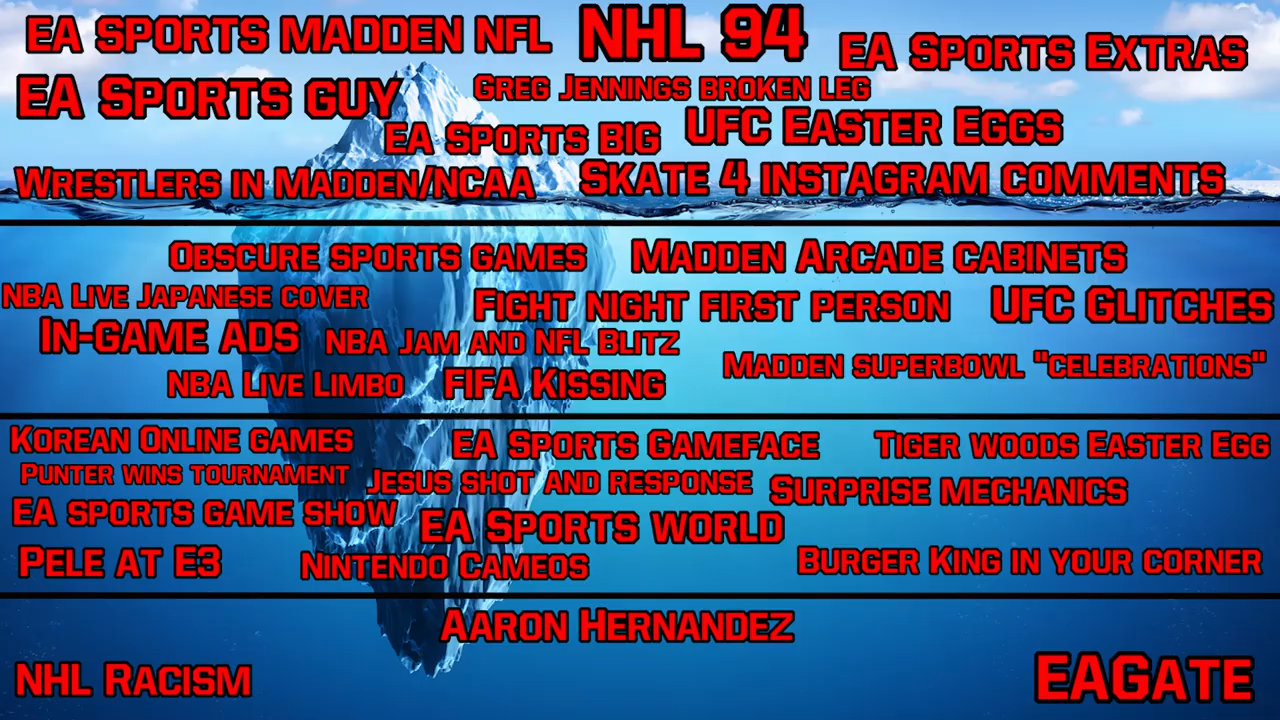 EA Sports Madden NFL
NHL 94
EA Sports Extras
EA Sports guy
Greg Jennings broken leg
EA Sports BIG
UFC Easter Eggs
Wrestlers in Madden/NCAA
Skate 4 instagram comments
Obscure sports games
Madden Arcade cabinets
NBA Live Japanese cover
Fight night first person
UFC Glitches
In-game ads
NBA Jam and NFL Blitz
Madden superbowl "celebrations"
NBA Live Limbo
FIFA Kissing
Korean Online games
EA Sports Gameface
Tiger woods Easter Egg
Punter wins tournament
Jesus shot and response
Surprise mechanics
EA sports game show
EA Sports world
Pele at E3
Nintendo Cameos
Burger King in your corner
Aaron Hernandez
NHL Racism
EAGate